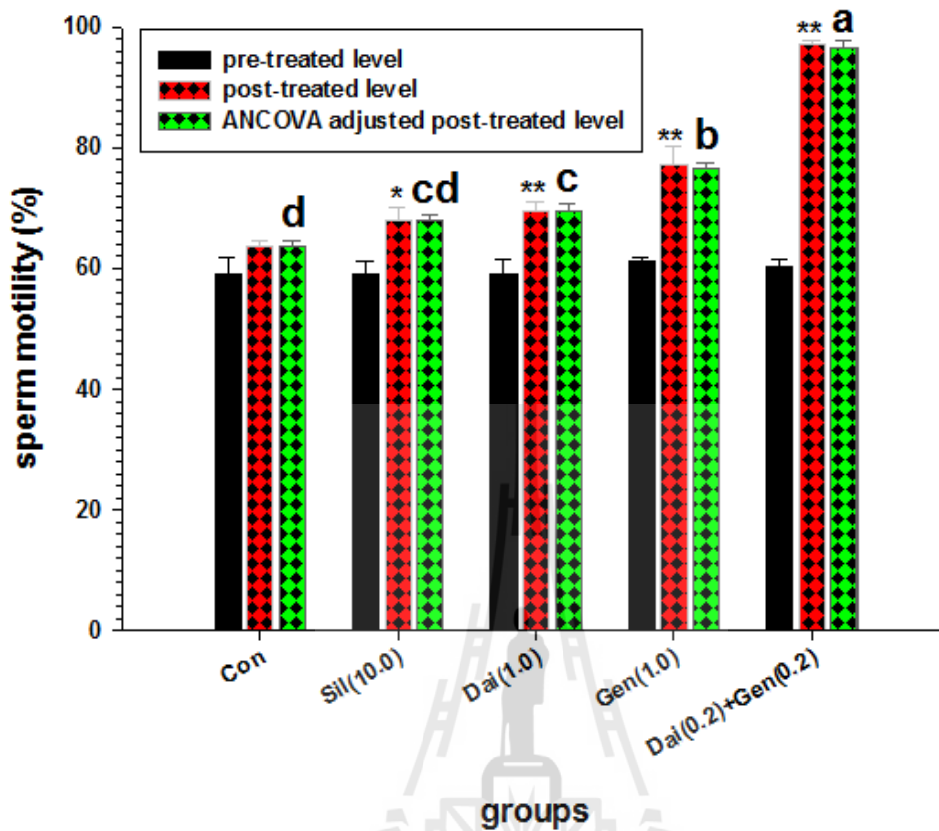 100
80
60
40
20
0
sperm motility (%)
pre-treated level
post-treated level
ANCOVA adjusted post-treated level
d
* cd
** c
** b
** a
Con
Sil(10.0)
Dai(1.0)
Gen(1.0)
Dai(0.2)+Gen(0.2)
groups